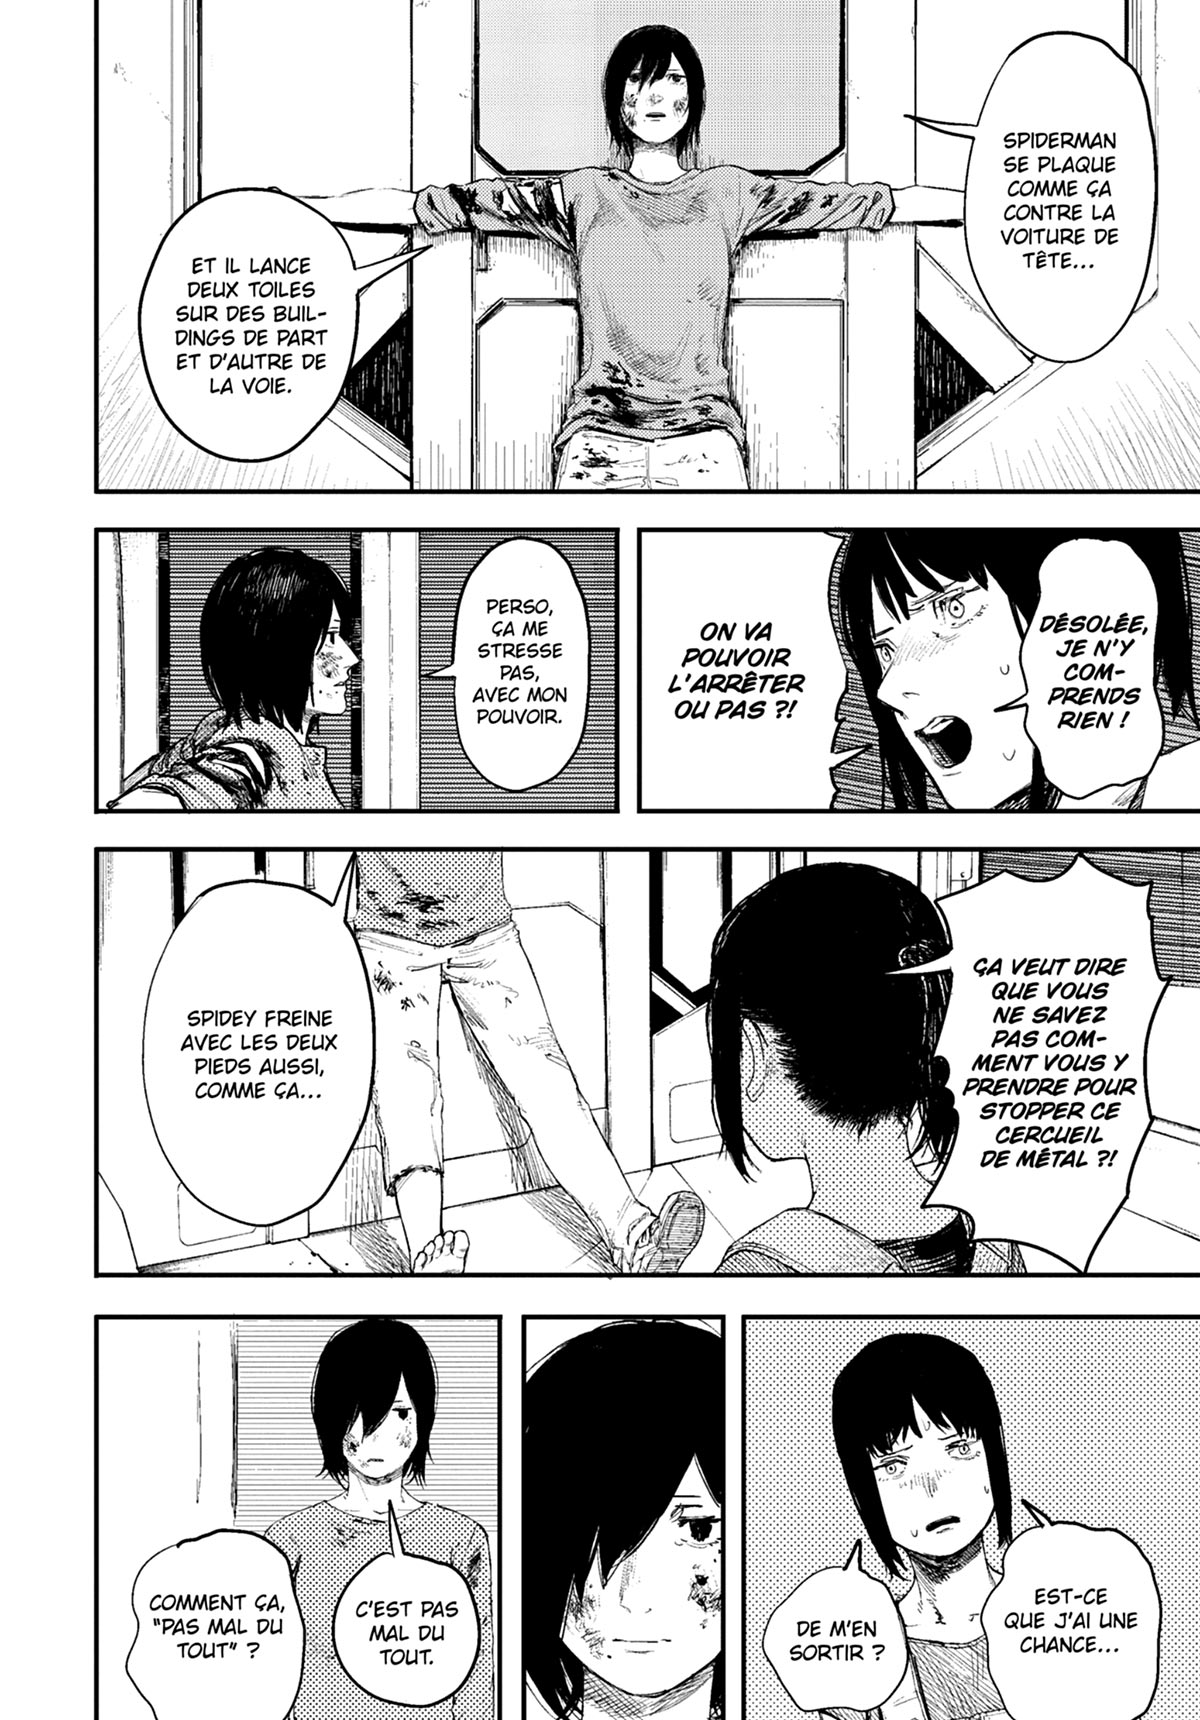 SPIDERMAN
SE PLAQUE
COMME ÇA
CONTRE LA
VOITURE DE
TÊTE...
ET IL LANCE
DEUX TOILES
SUR DES BUIL-
DINGS DE PART
ET D'AUTRE DE
LA VOIE.
DÉSOLÉE,
JE N'Y
COM-
PRENDS
RIEN !
ON VA
POUVOIR
L'ARRÊTER
OU PAS ?!
PERSO,
ÇA ME
STRESSE
PAS,
AVEC MON
POUVOIR.
ÇA VEUT DIRE
QUE VOUS
NE SAVEZ
PAS COM-
MENT VOUS Y
PRENDRE POUR
STOPPER CE
CERCUEIL
DE MÉTAL ?!
SPIDEY FREINE
AVEC LES DEUX
PIEDS AUSSI,
COMME ÇA...
EST-CE
QUE J'AI UNE
CHANCE...
DE M'EN
SORTIR ?
C'EST PAS
MAL DU
TOUT.
COMMENT ÇA,
"PAS MAL DU
TOUT" ?